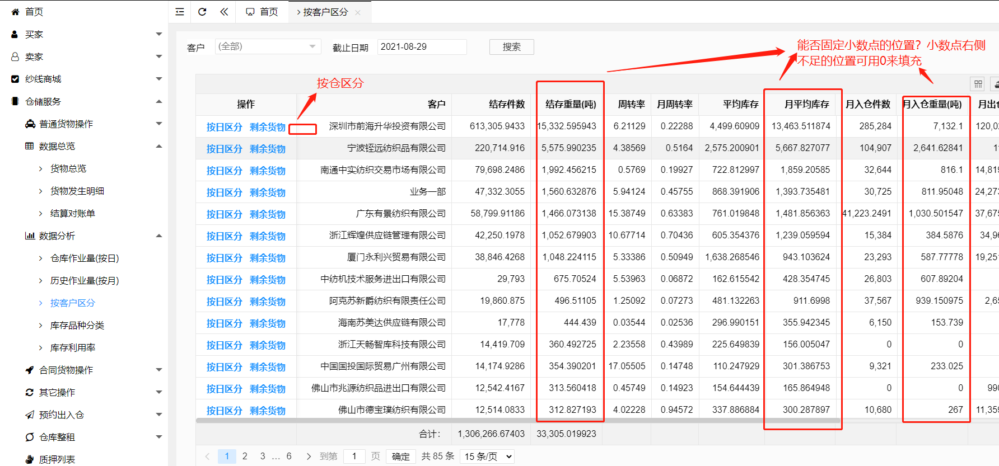 首页
买家
卖家
纱线商城
仓储服务
普通货物操作
数据总览
货物总览
货物发生明细
结算对账单
数据分析
仓库作业量(按日)
历史作业量(按月)
按客户区分
库存品种分类
库存利用率
合同货物操作
其它操作
预约出入仓
仓库整租
质押列表
首页 按客户区分
客户 (全部) 截止日期 2021-08-29 搜索
能否固定小数点的位置？小数点右侧
不足的位置可用0来填充
按仓区分
操作 客户 结存件数 结存重量(吨) 周转率 月周转率 平均库存 月平均库存 月入仓件数 月入仓重量(吨) 月出仓
按日区分 剩余货物 深圳市前海升华投资有限公司 613,305.9433 15,332.595943 6.21129 0.22288 4,499.60909 13,463.511874 285,284 7,132.1 120,02
按日区分 剩余货物 宁波铚远纺织品有限公司 220,714.916 5,575.990235 4.38569 0.5164 2,575.200901 5,667.827077 104,907 2,641.62841 11
按日区分 剩余货物 南通中实纺织交易市场有限公司 79,698.2486 1,992.456215 0.5769 0.19927 722.812997 1,859.20585 32,644 816.1 14,819
按日区分 剩余货物 业务一部 47,332.3055 1,560.632876 5.94124 0.45755 868.391906 1,393.735481 30,725 811.95048 24,273
按日区分 剩余货物 广东有景纺织有限公司 58,799.91186 1,466.073138 15.38749 0.63383 761.019848 1,481.856363 41,223.2491 1,030.501547 37,675
按日区分 剩余货物 浙江辉煌供应链管理有限公司 42,250.1978 1,052.679903 10.67714 0.70436 605.354376 1,239.059594 15,384 384.5876 34,96
按日区分 剩余货物 厦门永利兴贸易有限公司 38,846.4268 1,048.224115 5.33386 0.50949 1,638.268546 943.103624 23,293 587.77778 19,251
按日区分 剩余货物 中纺机技术服务进出口有限公司 29,793 675.70524 5.53963 0.06872 162.615542 428.354745 26,803 607.89204
按日区分 剩余货物 阿克苏新爵纺织有限责任公司 19,860.875 496.51105 1.25092 0.07273 481.132263 911.6998 37,567 939.150975 2,65
按日区分 剩余货物 海南苏美达供应链有限公司 17,778 444.439 0.03544 0.02536 296.990151 355.942345 6,150 153.739
按日区分 剩余货物 浙江天畅智库科技有限公司 14,419.709 360.492725 2.23558 0.43989 225.649839 156.005047 0 0
按日区分 剩余货物 中国国投国际贸易广州有限公司 14,174.9286 354.390201 17.05505 0.14748 110.247929 301.386753 9,321 233.025
按日区分 剩余货物 佛山市兆源纺织品进出口有限公司 12,542.4167 313.560418 0.45749 0.14923 154.644439 165.864948 0 0 990
按日区分 剩余货物 佛山市德宝璞纺织有限公司 12,514.0833 312.827193 4.02228 0.94572 337.886884 300.287897 10,680 267 11,359
合计： 1,306,266.67403 33,305.019923
1 2 3 … 6 到第 1 页 确定 共 85 条 15 条/页